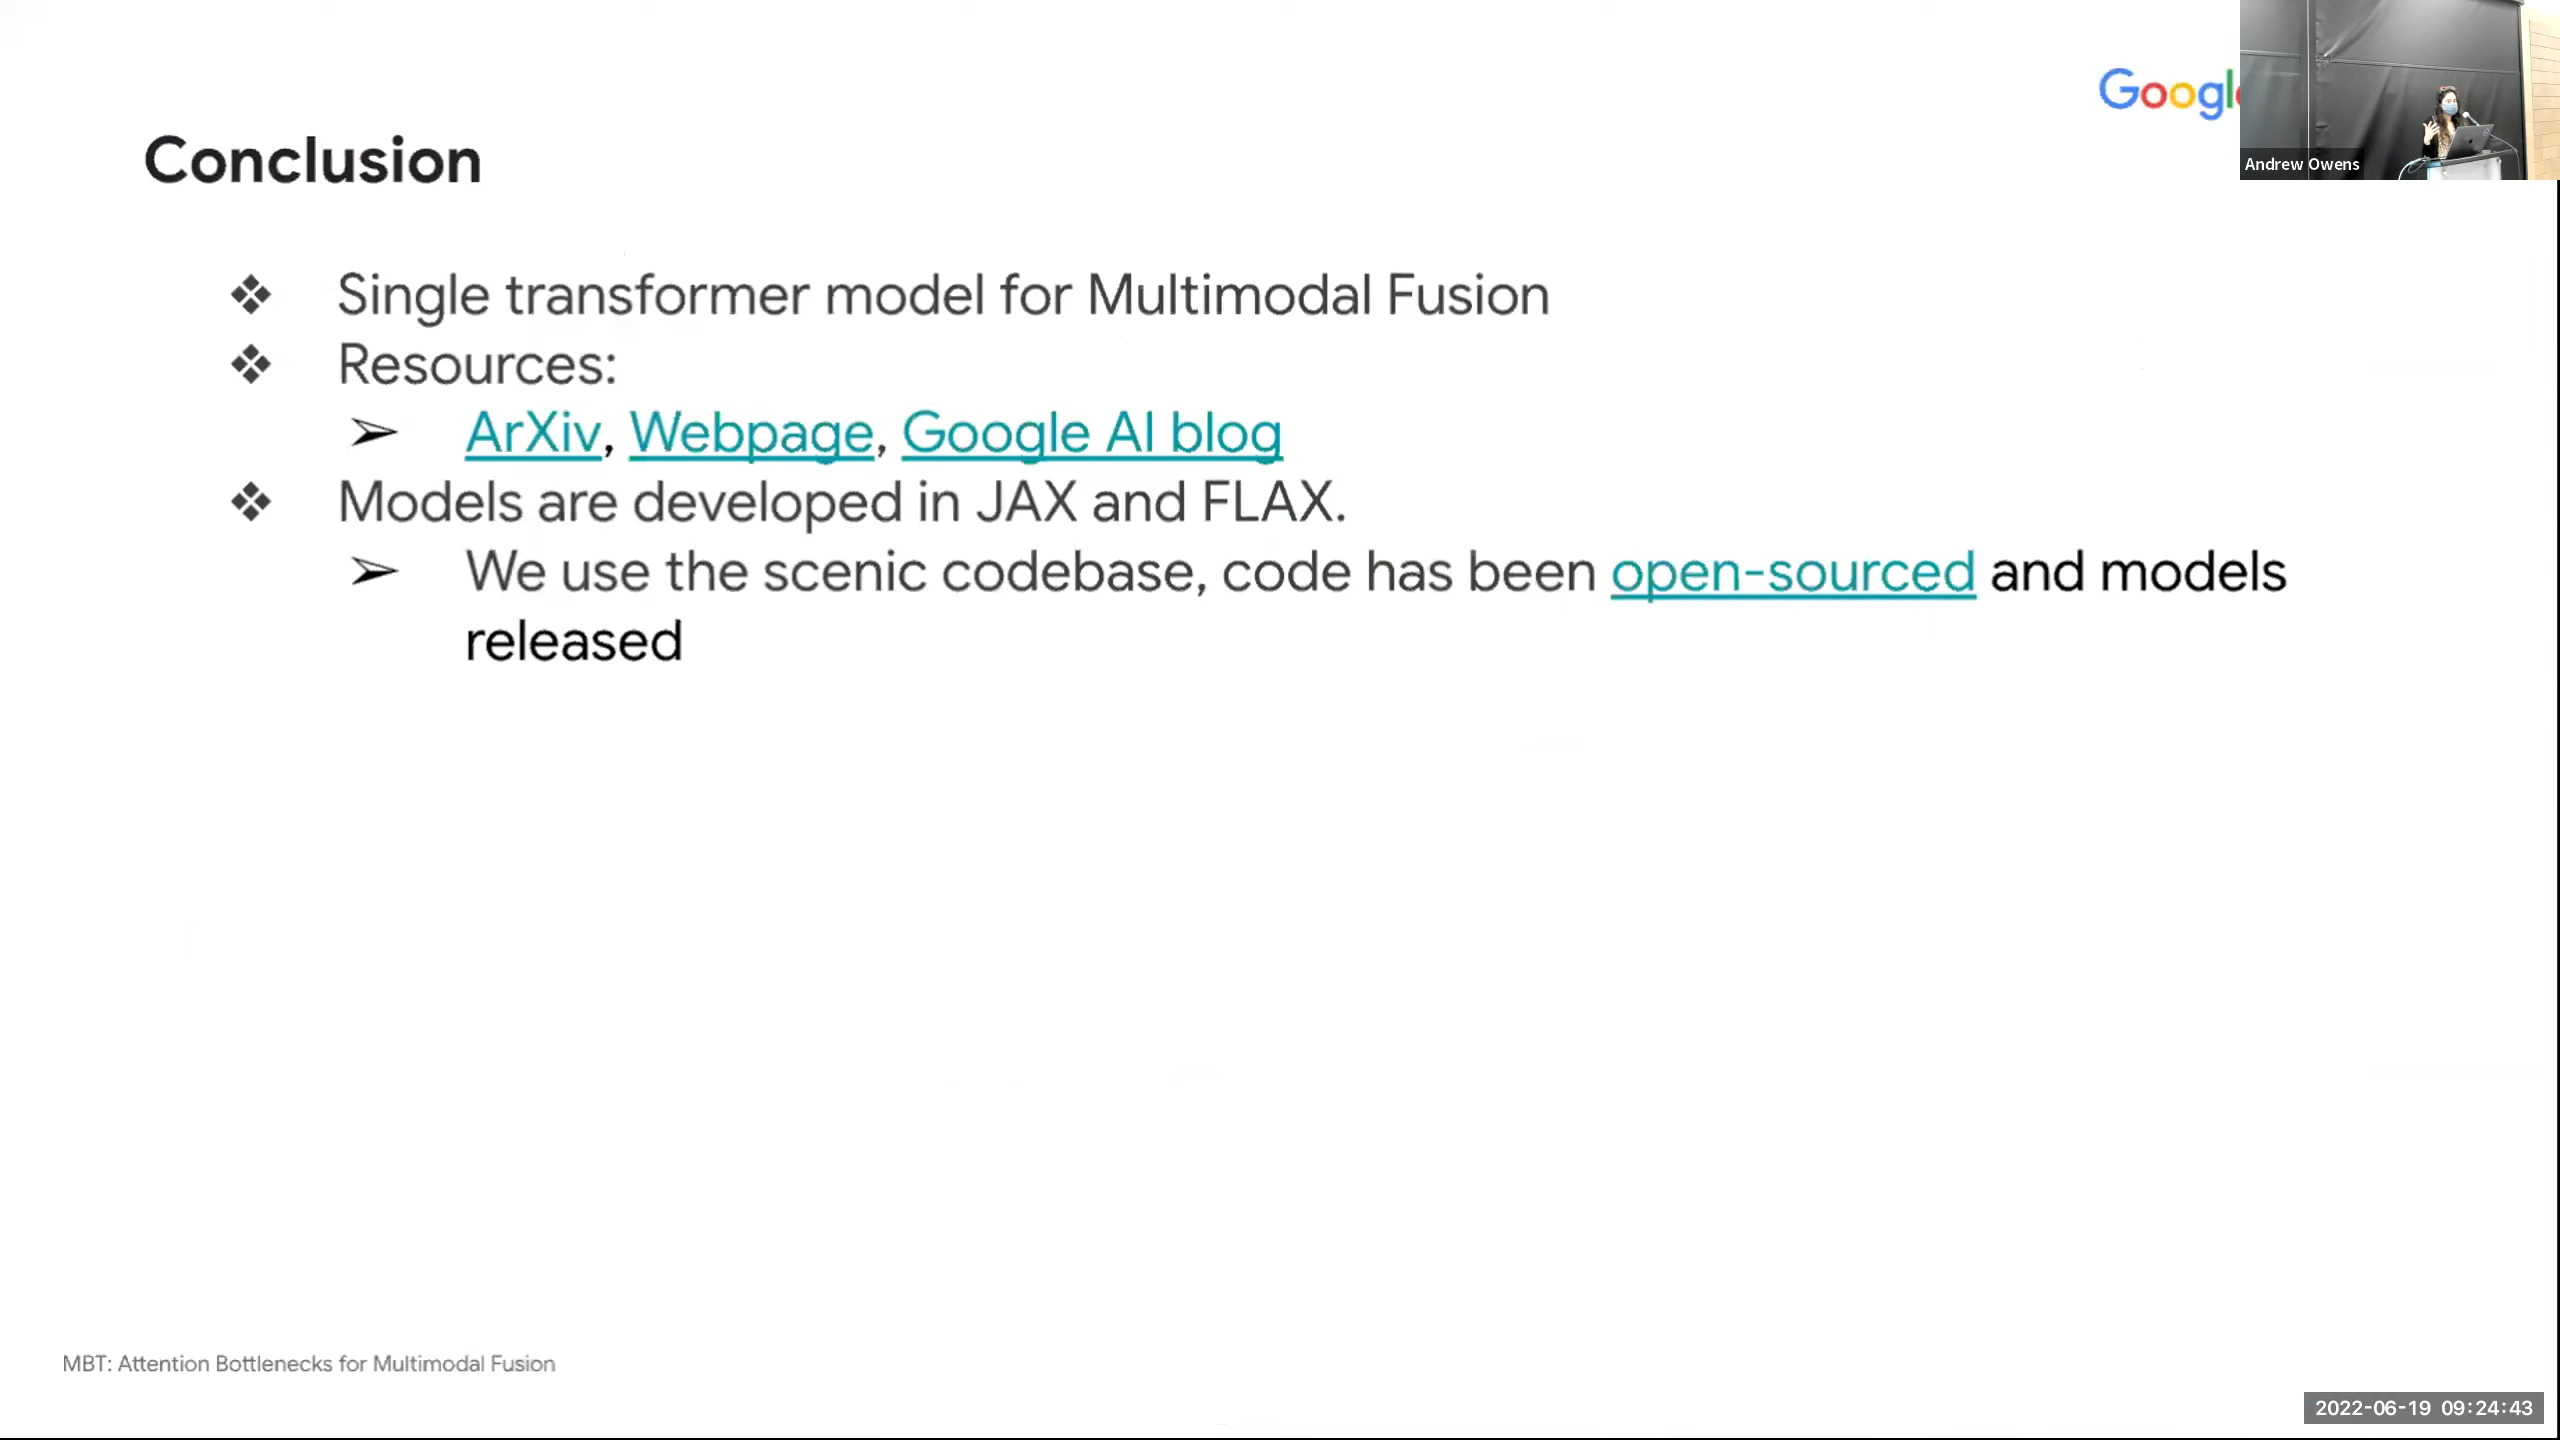 Google
Andrew Owens
Conclusion
❖ Single transformer model for Multimodal Fusion
❖ Resources:
➢ ArXiv, Webpage, Google AI blog
❖ Models are developed in JAX and FLAX.
➢ We use the scenic codebase, code has been open-sourced and models
released
MBT: Attention Bottlenecks for Multimodal Fusion
2022-06-19 09:24:43